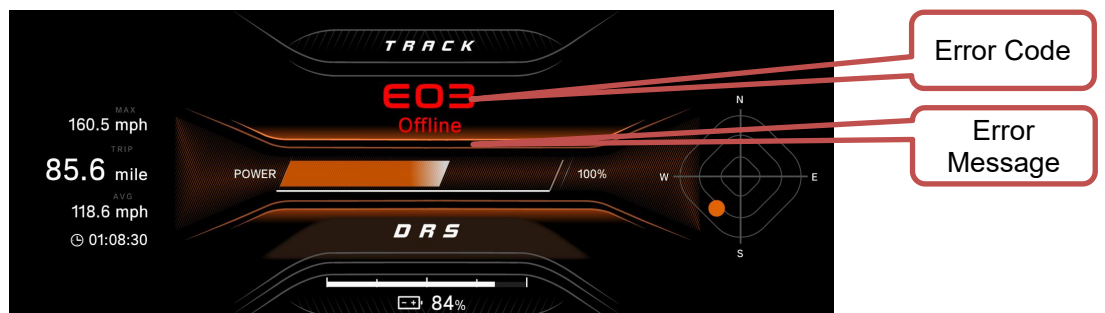 TRACK
E03
Offline
MAX
160.5 mph
TRIP
85.6 mile
AVG
118.6 mph
01:08:30
POWER
100%
DRS
84%
N
W
E
S
Error Code
Error
Message